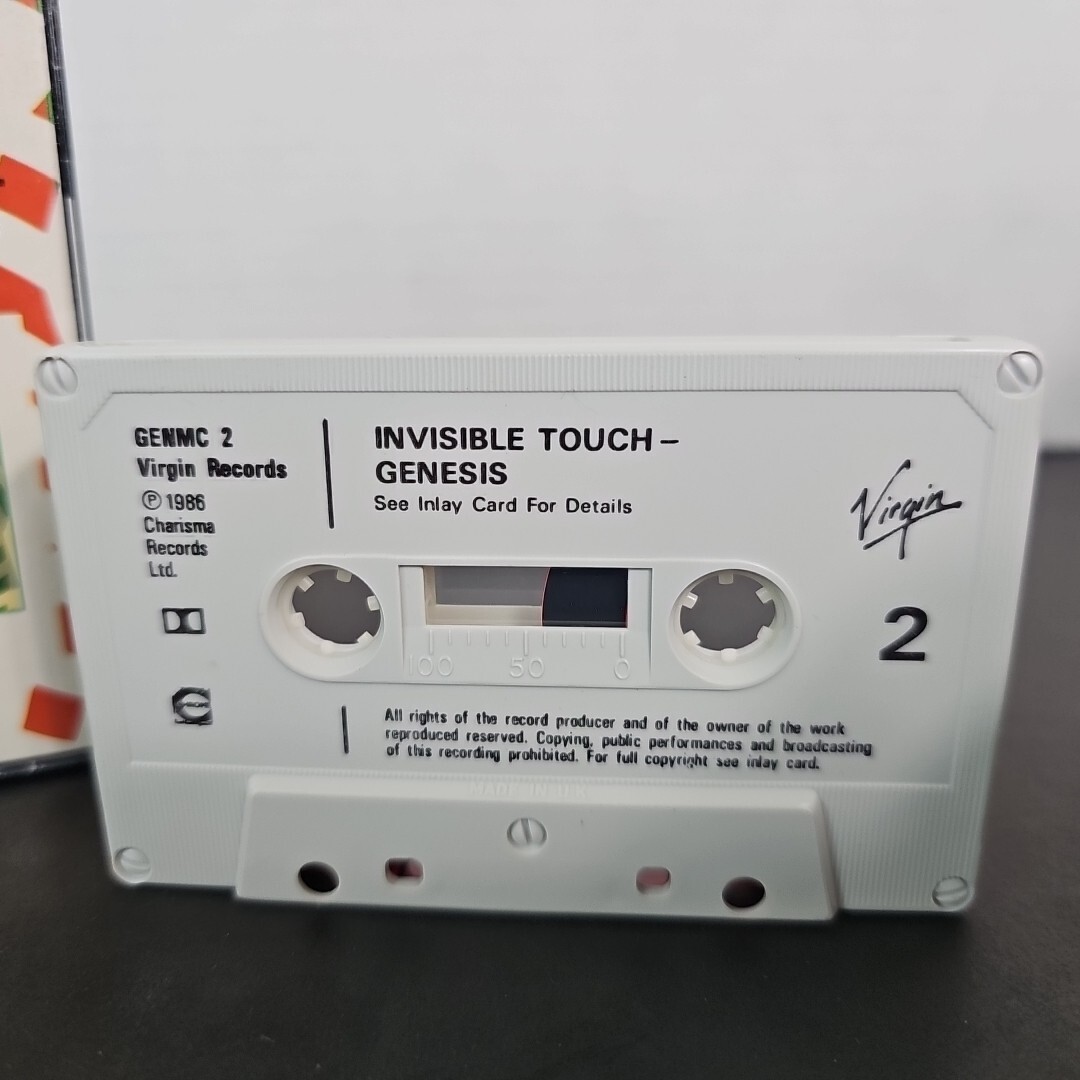 GENMC 2
Virgin Records
℗ 1986
Charisma
Records
Ltd.
INVISIBLE TOUCH –
GENESIS
See Inlay Card For Details
Virgin
2
100 50 0
All rights of the record producer and of the owner of the work
reproduced reserved. Copying, public performances and broadcasting
of this recording prohibited. For full copyright see inlay card.
MADE IN U.K.